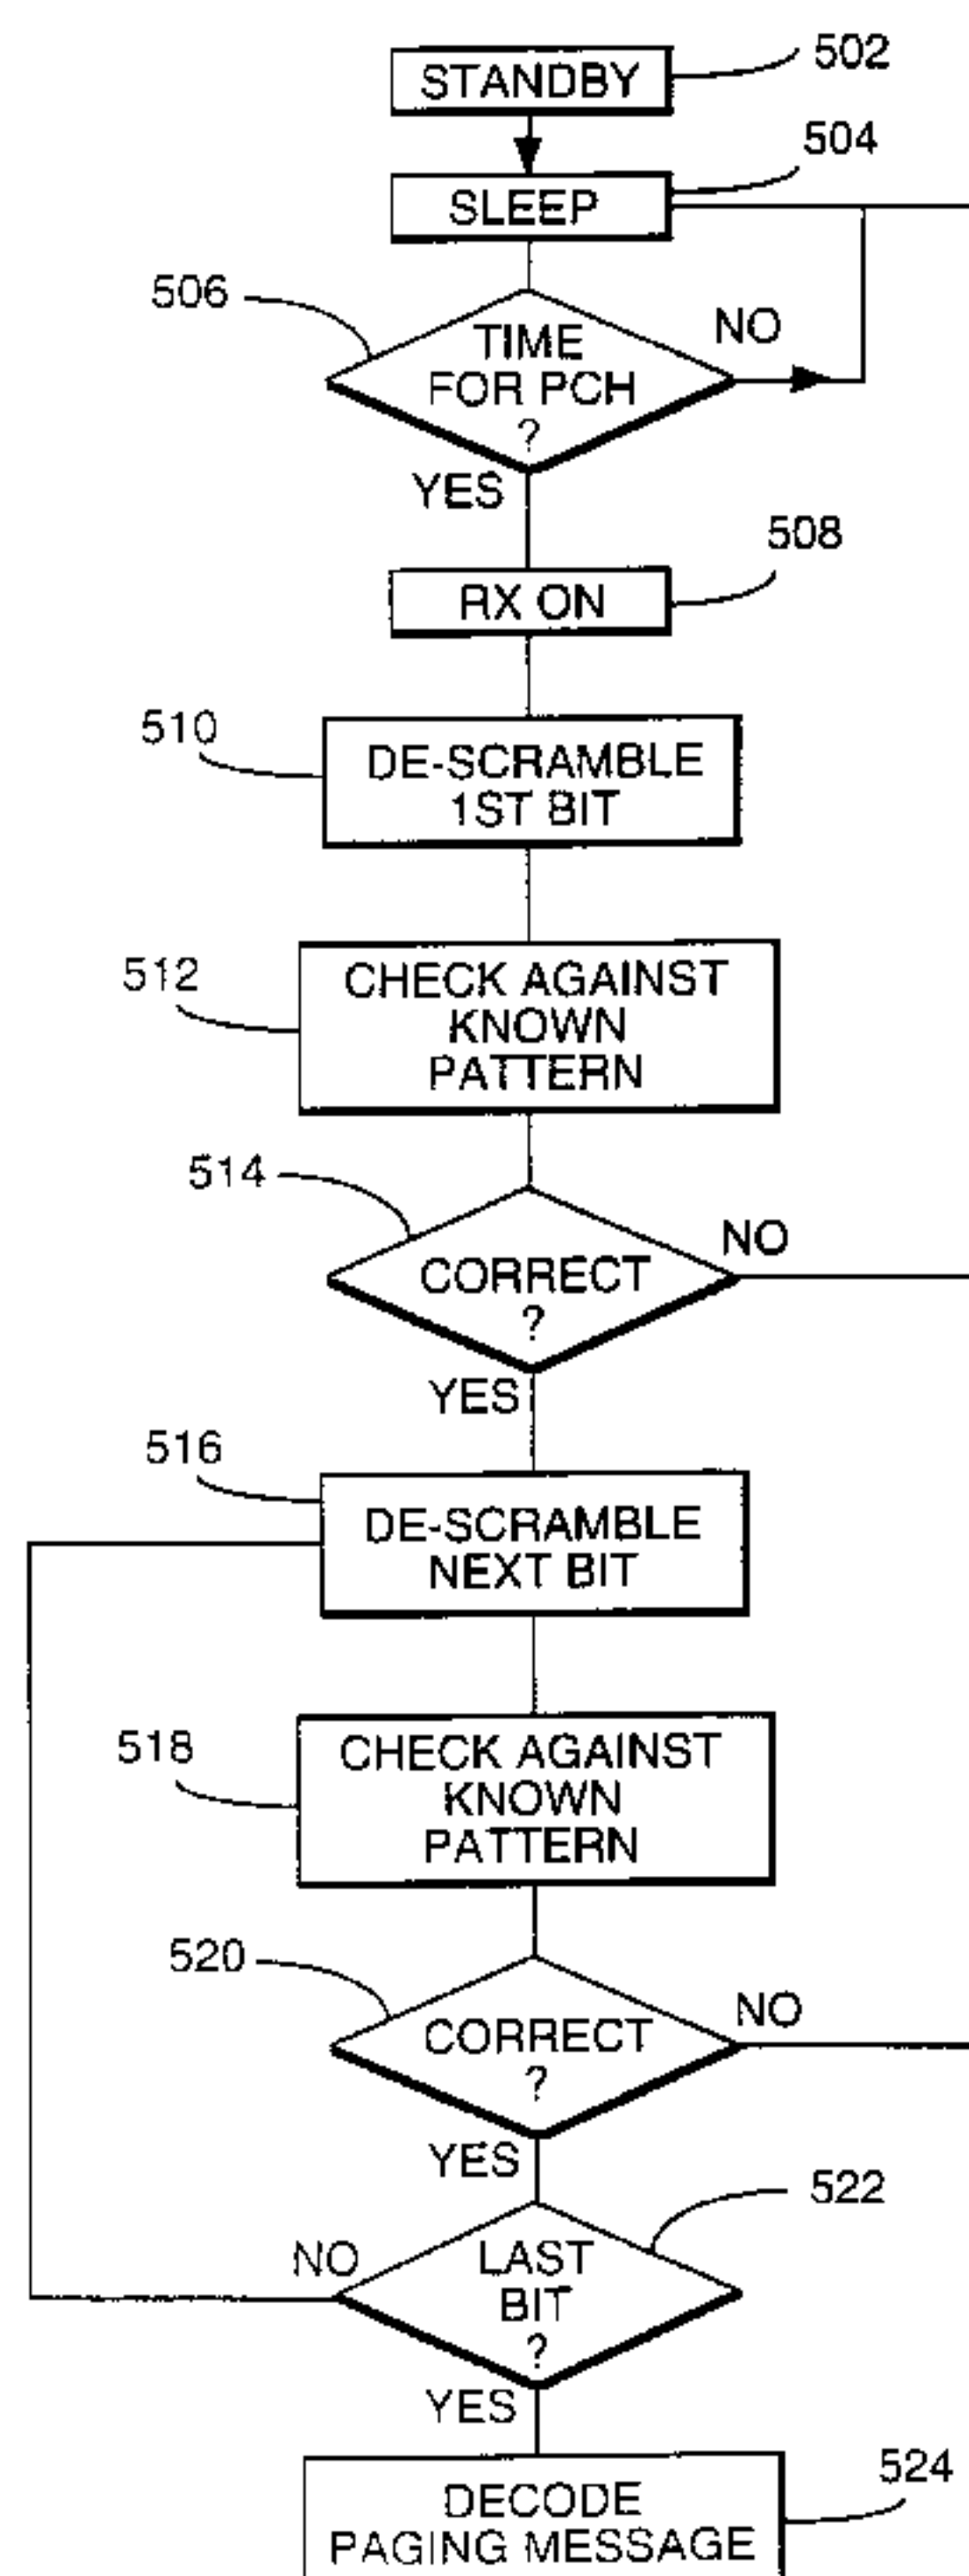 502
STANDBY
504
SLEEP
506
TIME
FOR PCH
?
NO
YES
508
RX ON
510
DE-SCRAMBLE
1ST BIT
512
CHECK AGAINST
KNOWN
PATTERN
514
CORRECT
?
NO
YES
516
DE-SCRAMBLE
NEXT BIT
518
CHECK AGAINST
KNOWN
PATTERN
520
CORRECT
?
NO
YES
522
LAST
BIT
?
NO
YES
524
DECODE
PAGING MESSAGE